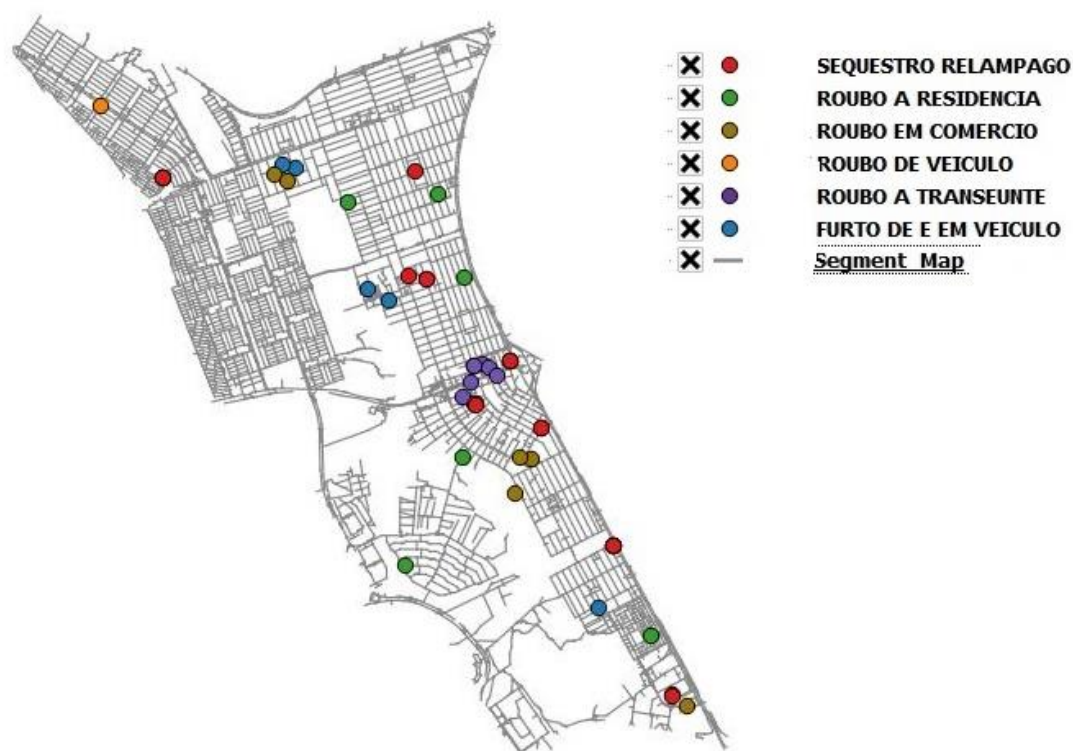 SEQUESTRO RELAMPAGO
ROUBO A RESIDENCIA
ROUBO EM COMERCIO
ROUBO DE VEICULO
ROUBO A TRANSEUNTE
FURTO DE E EM VEICULO
Segment Map